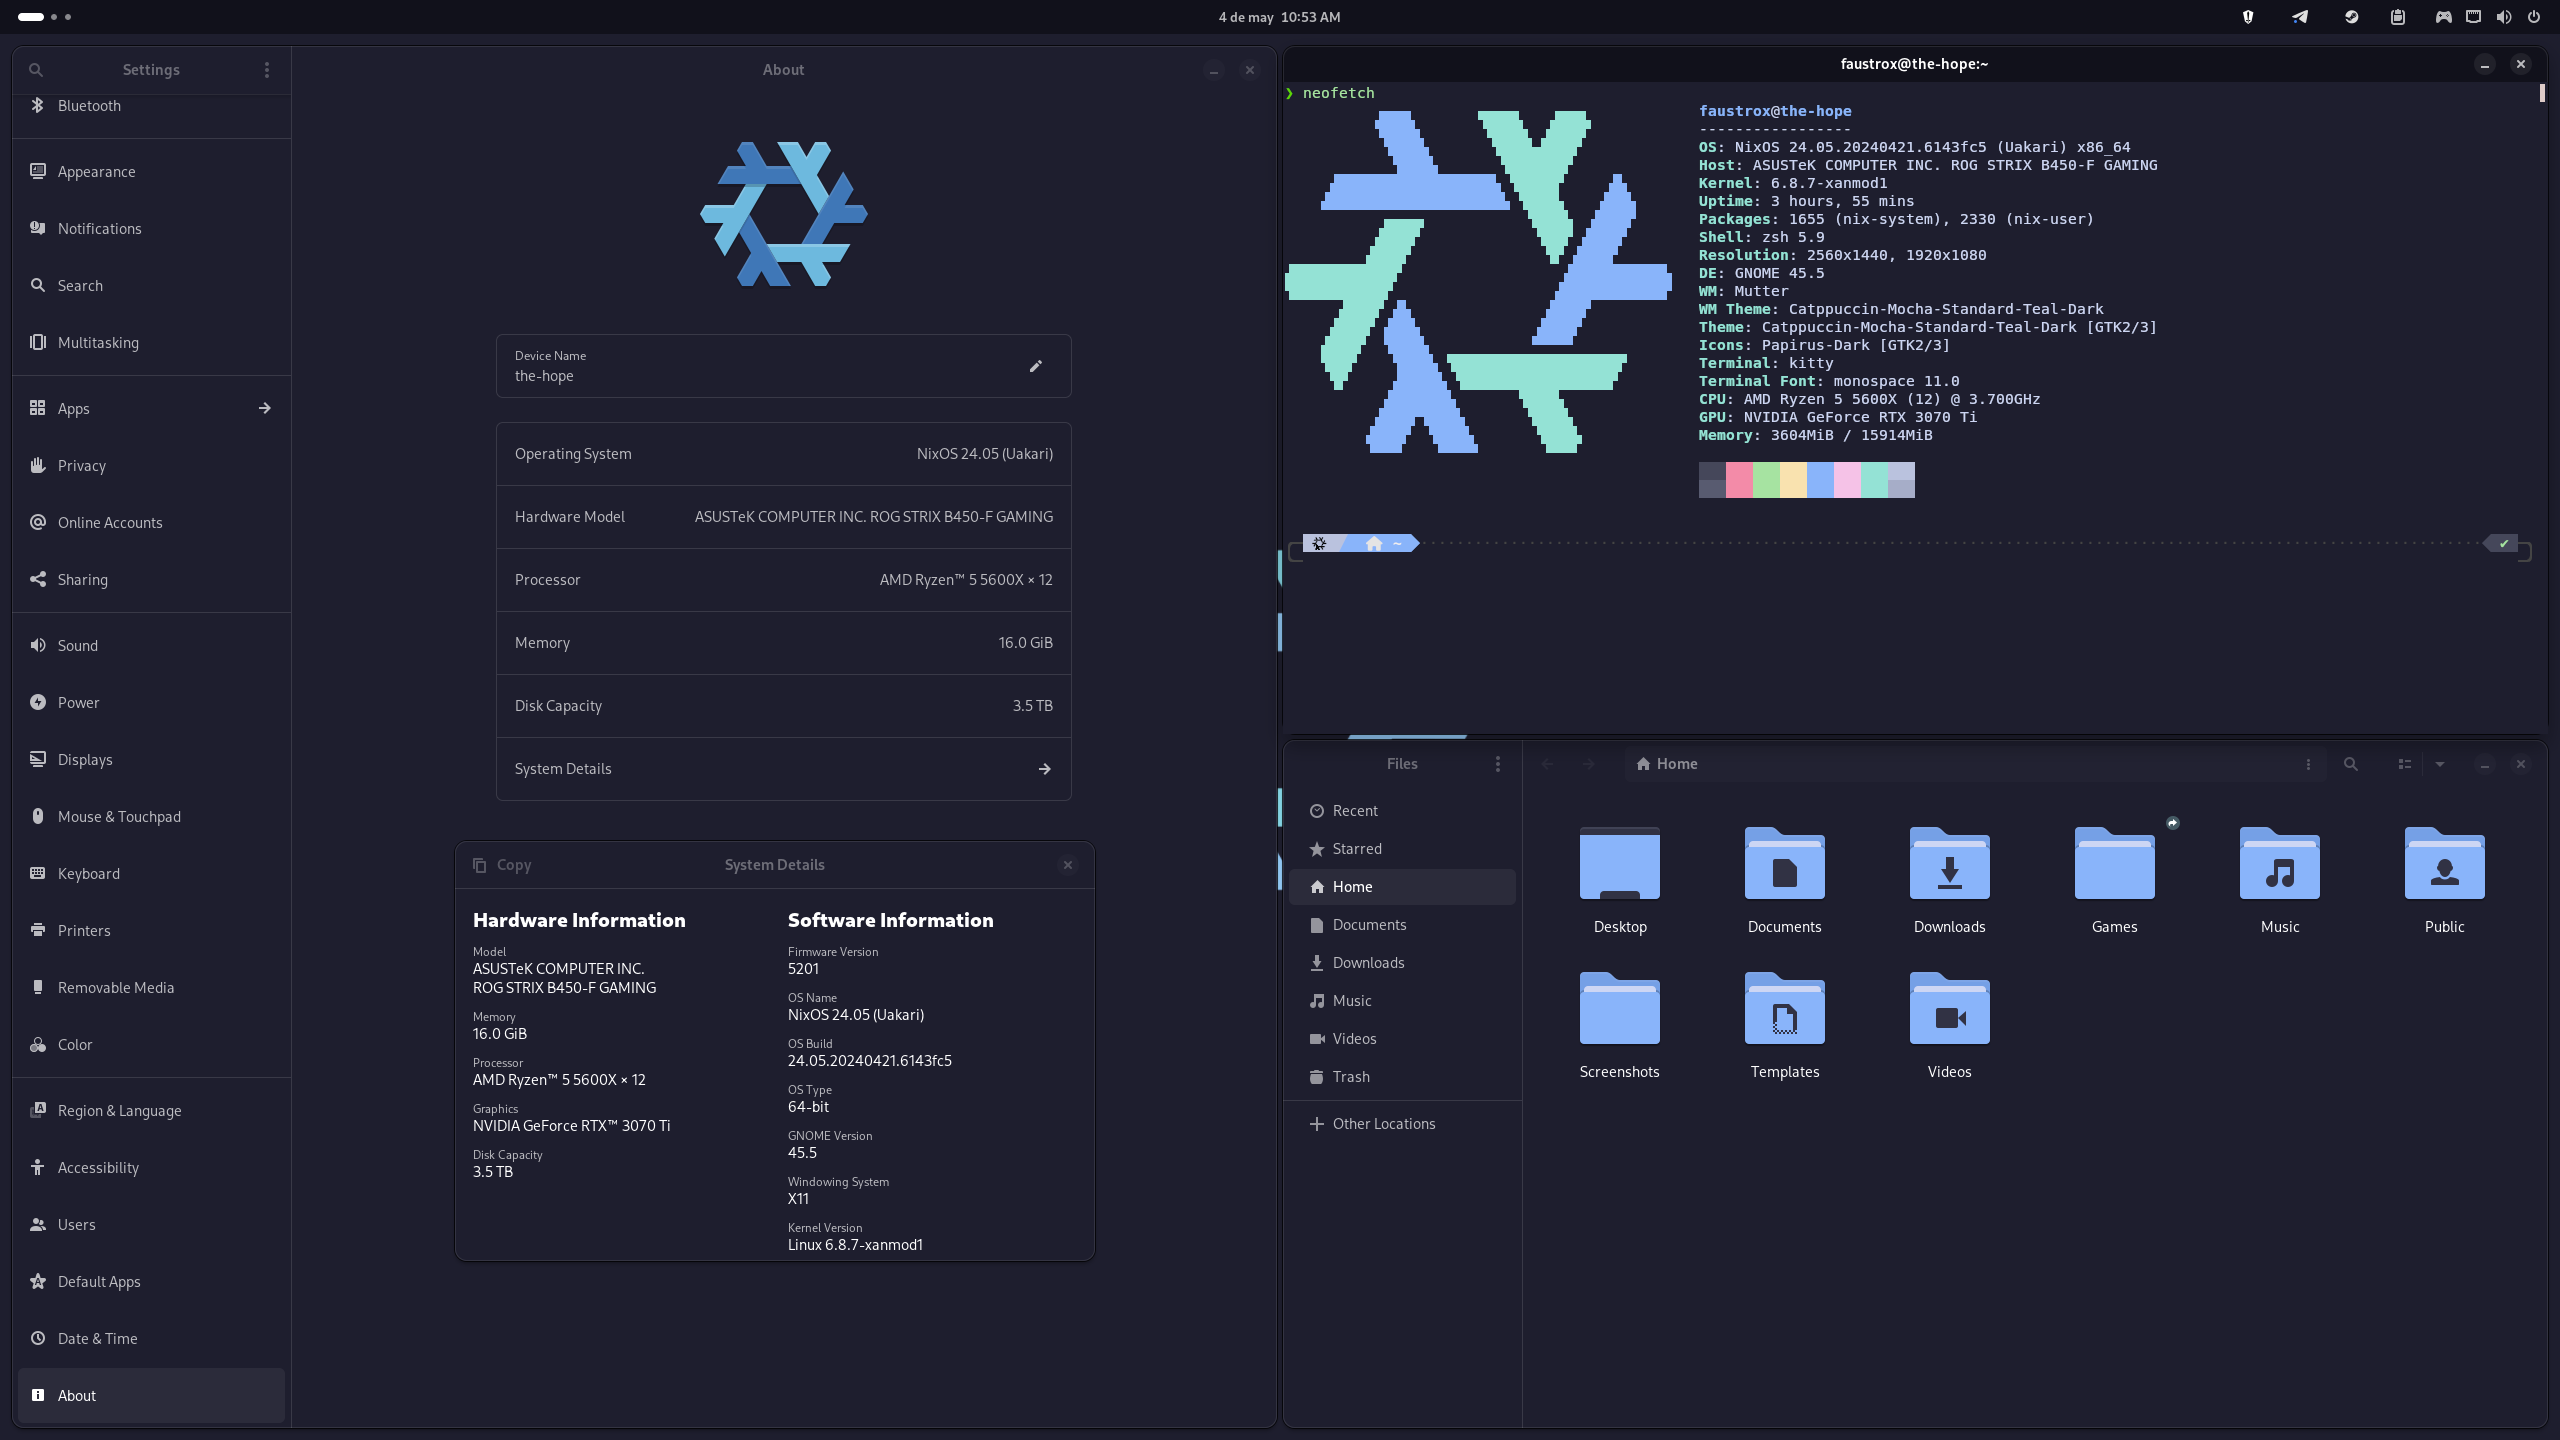 4 de may 10:53 AM
Settings
Bluetooth
Appearance
Notifications
Search
Multitasking
Apps
Privacy
Online Accounts
Sharing
Sound
Power
Displays
Mouse & Touchpad
Keyboard
Printers
Removable Media
Color
Region & Language
Accessibility
Users
Default Apps
Date & Time
About
About
Device Name
the-hope
Operating System NixOS 24.05 (Uakari)
Hardware Model ASUSTeK COMPUTER INC. ROG STRIX B450-F GAMING
Processor AMD Ryzen™ 5 5600X × 12
Memory 16.0 GiB
Disk Capacity 3.5 TB
System Details
Copy System Details
Hardware Information
Model
ASUSTeK COMPUTER INC.
ROG STRIX B450-F GAMING
Memory
16.0 GiB
Processor
AMD Ryzen™ 5 5600X × 12
Graphics
NVIDIA GeForce RTX™ 3070 Ti
Disk Capacity
3.5 TB
Software Information
Firmware Version
5201
OS Name
NixOS 24.05 (Uakari)
OS Build
24.05.20240421.6143fc5
OS Type
64-bit
GNOME Version
45.5
Windowing System
X11
Kernel Version
Linux 6.8.7-xanmod1
faustrox@the-hope:~
❯ neofetch
faustrox@the-hope
-----------------
OS: NixOS 24.05.20240421.6143fc5 (Uakari) x86_64
Host: ASUSTeK COMPUTER INC. ROG STRIX B450-F GAMING
Kernel: 6.8.7-xanmod1
Uptime: 3 hours, 55 mins
Packages: 1655 (nix-system), 2330 (nix-user)
Shell: zsh 5.9
Resolution: 2560x1440, 1920x1080
DE: GNOME 45.5
WM: Mutter
WM Theme: Catppuccin-Mocha-Standard-Teal-Dark
Theme: Catppuccin-Mocha-Standard-Teal-Dark [GTK2/3]
Icons: Papirus-Dark [GTK2/3]
Terminal: kitty
Terminal Font: monospace 11.0
CPU: AMD Ryzen 5 5600X (12) @ 3.700GHz
GPU: NVIDIA GeForce RTX 3070 Ti
Memory: 3604MiB / 15914MiB
~ ✔
Files
Recent
Starred
Home
Documents
Downloads
Music
Videos
Trash
Other Locations
Home
Desktop Documents Downloads Games Music Public
Screenshots Templates Videos